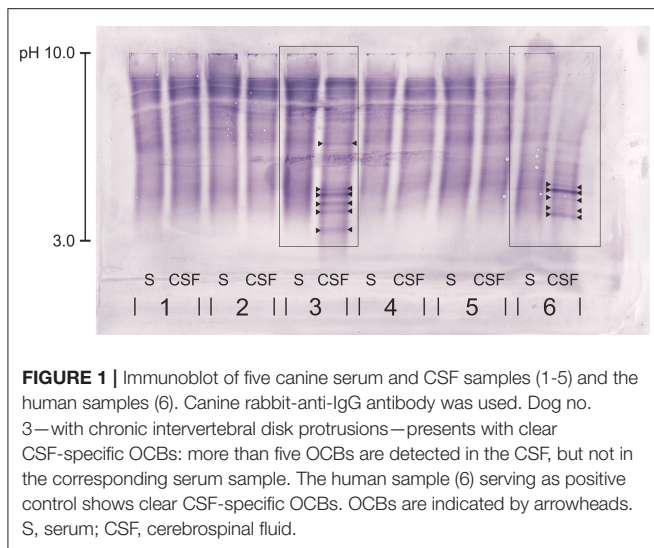 pH 10.0
3.0
S CSF S CSF S CSF S CSF S CSF S CSF
| 1 | | 2 | | 3 | | 4 | | 5 | | 6 |
FIGURE 1 | Immunoblot of five canine serum and CSF samples (1-5) and the
human samples (6). Canine rabbit-anti-IgG antibody was used. Dog no.
3—with chronic intervertebral disk protrusions—presents with clear
CSF-specific OCBs: more than five OCBs are detected in the CSF, but not in
the corresponding serum sample. The human sample (6) serving as positive
control shows clear CSF-specific OCBs. OCBs are indicated by arrowheads.
S, serum; CSF, cerebrospinal fluid.